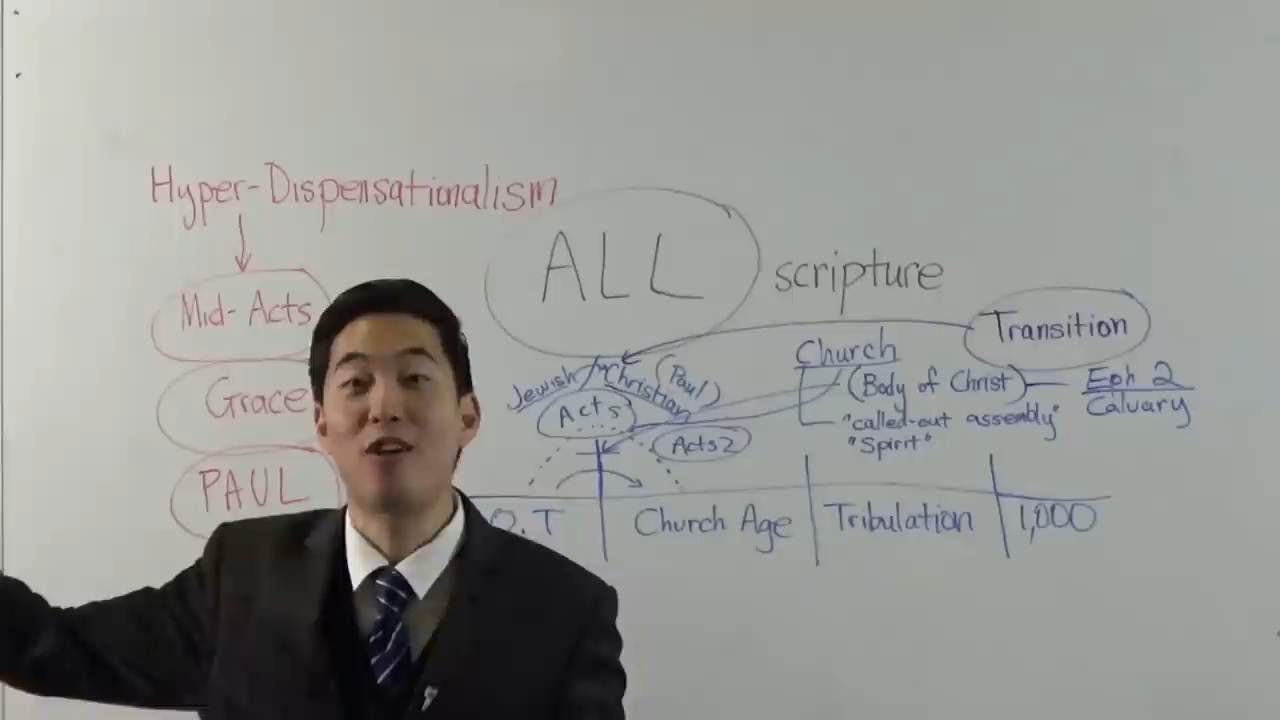 Hyper-Dispensationalism
Mid-Acts
Grace
PAUL
ALL scripture
Transition
Church
(Body of Christ)
Eph 2
Calvary
"called-out assembly"
"Spirit"
Jewish
Christian
(Paul)
Acts
Acts 2
O.T
Church Age
Tribulation
1,000